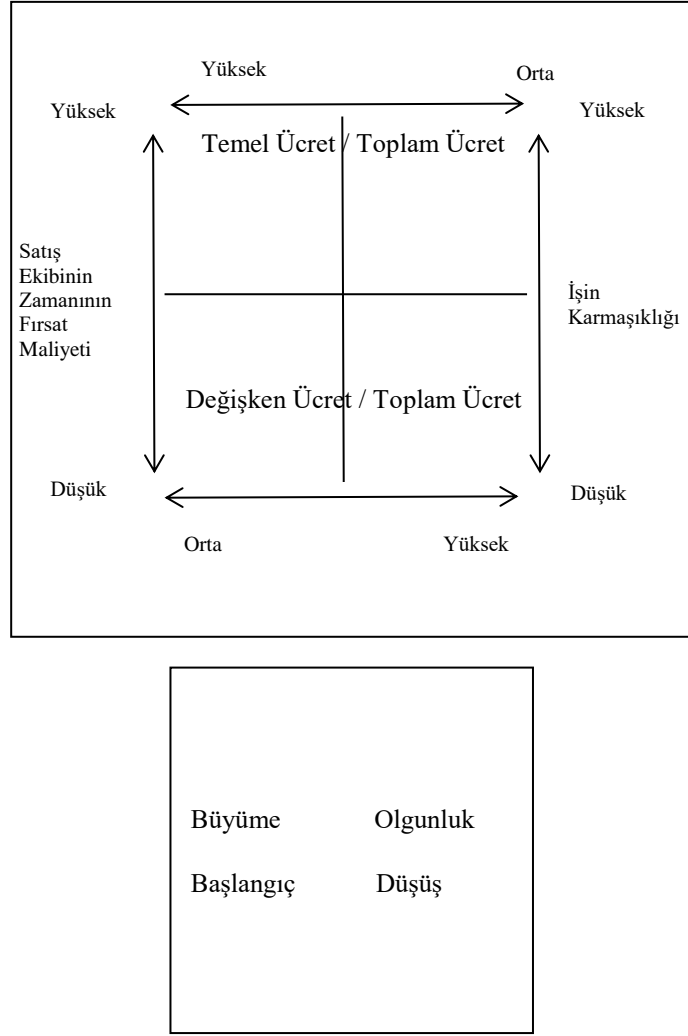 Yüksek
Orta
Yüksek
Yüksek
Temel Ücret / Toplam Ücret
Satış
Ekibinin
Zamanının
Fırsat
Maliyeti
İşin
Karmaşıklığı
Değişken Ücret / Toplam Ücret
Düşük
Düşük
Orta
Yüksek
Büyüme
Olgunluk
Başlangıç
Düşüş